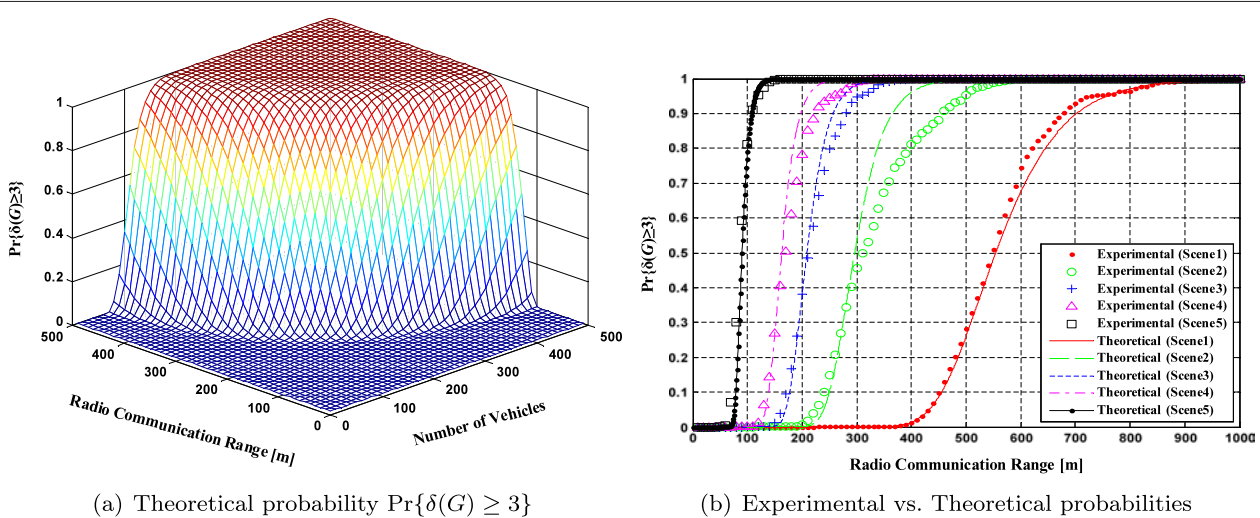 1
0.8
0.6
0.4
0.2
0
Pr{δ(G)≥3}
500
400
300
200
100
0
Radio Communication Range [m]
0
100
200
300
400
500
Number of Vehicles
(a) Theoretical probability Pr{δ(G) ≥ 3}
1
0.9
0.8
0.7
0.6
0.5
0.4
0.3
0.2
0.1
0
Pr{δ(G)≥3}
Experimental (Scene1)
Experimental (Scene2)
Experimental (Scene3)
Experimental (Scene4)
Experimental (Scene5)
Theoretical (Scene1)
Theoretical (Scene2)
Theoretical (Scene3)
Theoretical (Scene4)
Theoretical (Scene5)
0 100 200 300 400 500 600 700 800 900 1000
Radio Communication Range [m]
(b) Experimental vs. Theoretical probabilities